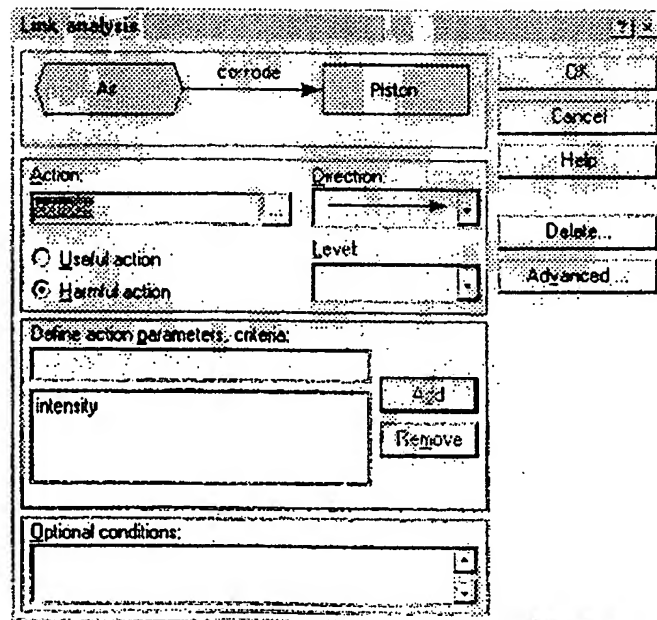 Link analysis
corrode
Piston
OK
Cancel
Help
Delete...
Advanced ...
Action:
Direction:
...
Useful action
Harmful action
Level:
Define action parameters, criteria:
intensity
Add
Remove
Optional conditions: